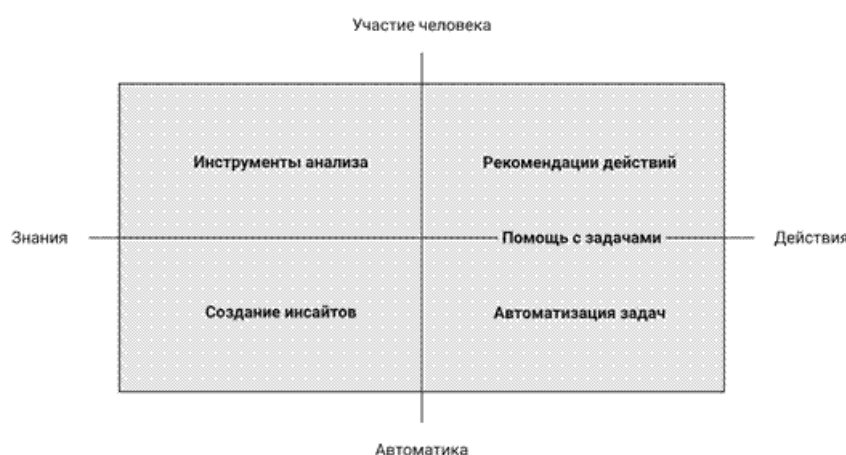 Участие человека
Инструменты анализа
Рекомендации действий
Знания
Помощь с задачами
Действия
Создание инсайтов
Автоматизация задач
Автоматика